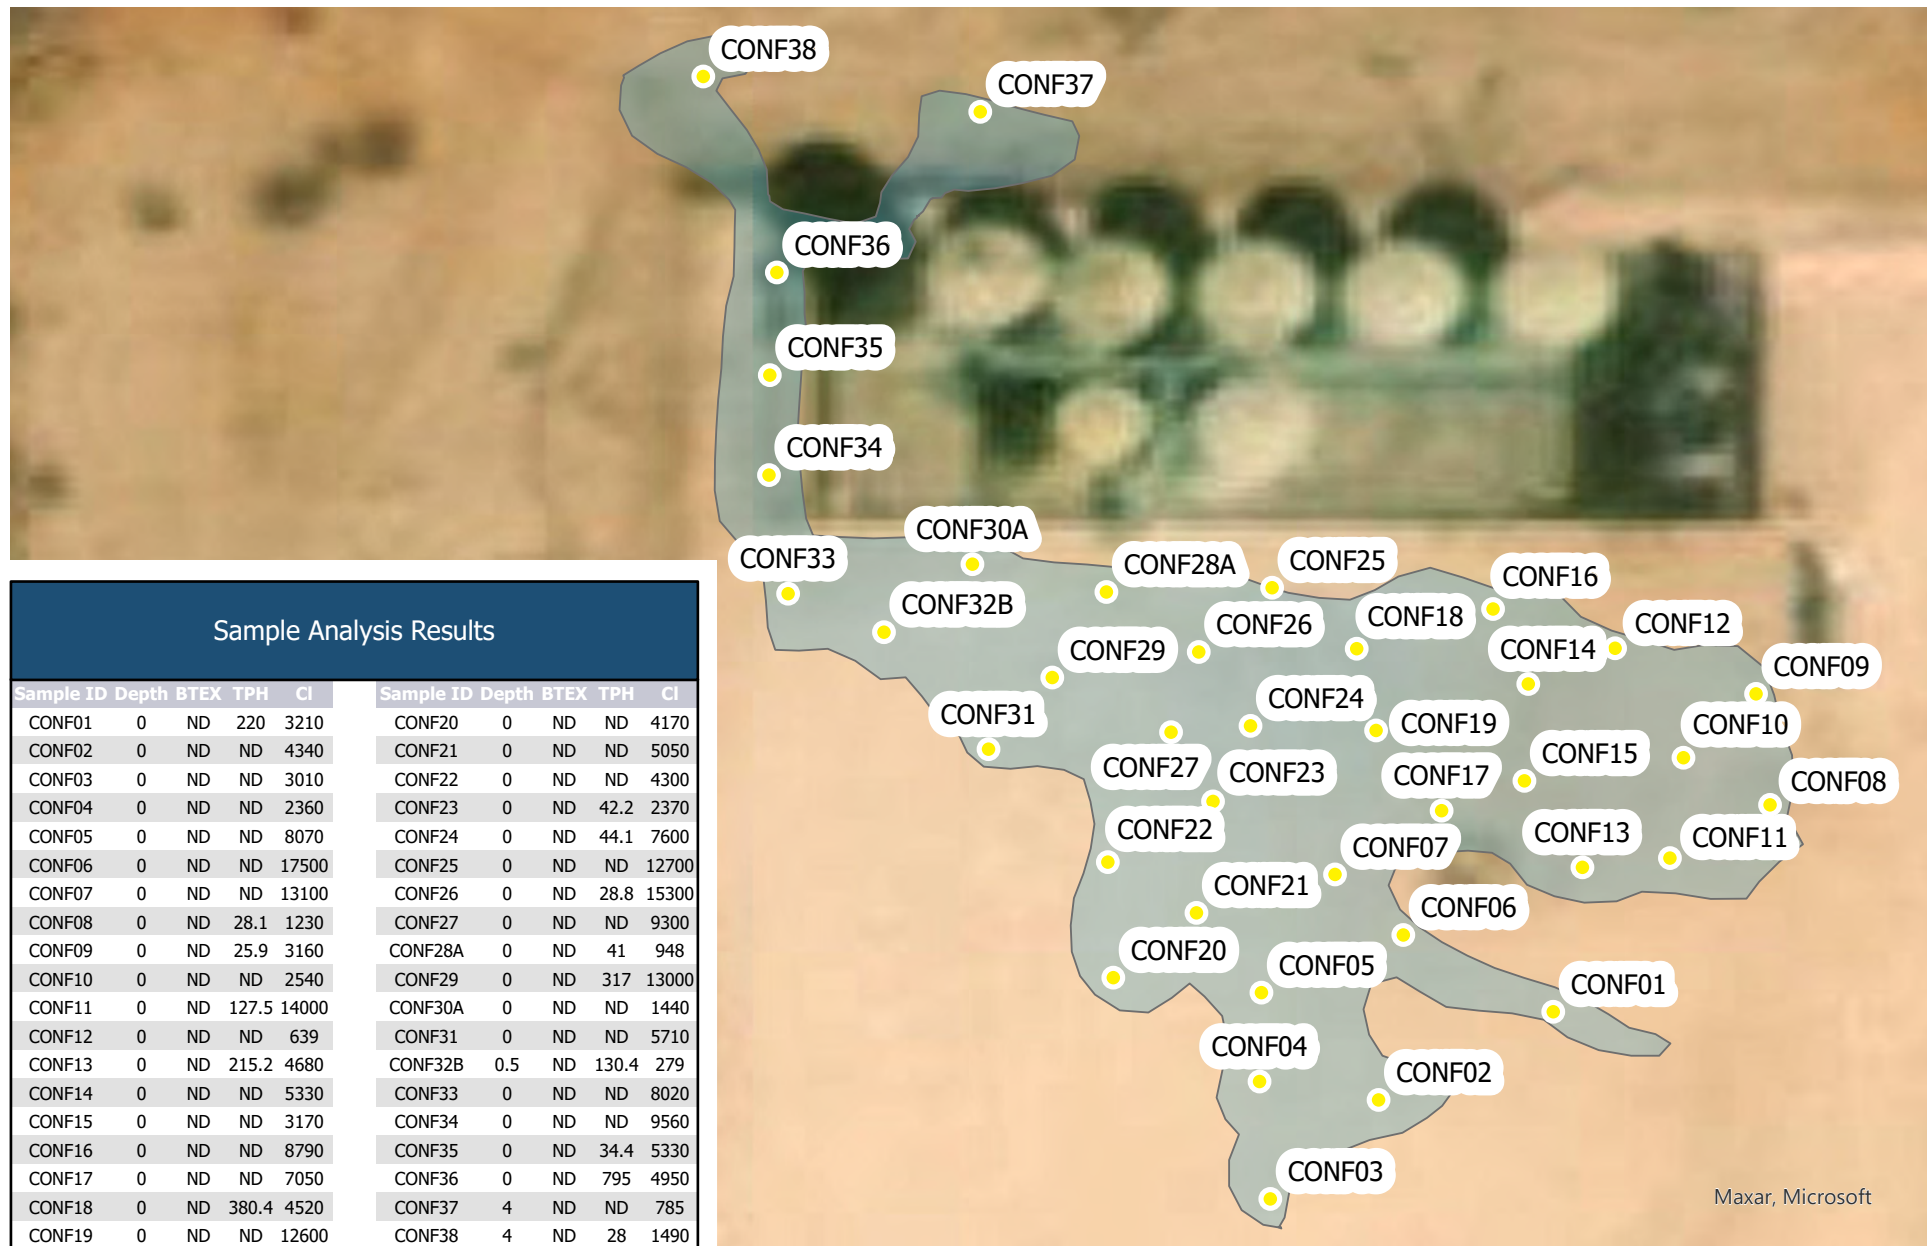 CONF38
CONF37
CONF36
CONF35
CONF34
CONF30A
CONF33
CONF28A
CONF25
CONF16
CONF32B
CONF26
CONF18
CONF12
CONF29
CONF14
CONF09
CONF31
CONF24
CONF19
CONF10
CONF27
CONF23
CONF17
CONF15
CONF08
CONF22
CONF07
CONF13
CONF11
CONF21
CONF06
CONF20
CONF05
CONF01
CONF04
CONF02
CONF03
Maxar, Microsoft
Sample Analysis Results
Sample ID Depth BTEX TPH Cl Sample ID Depth BTEX TPH Cl
CONF01 0 ND 220 3210 CONF20 0 ND ND 4170
CONF02 0 ND ND 4340 CONF21 0 ND ND 5050
CONF03 0 ND ND 3010 CONF22 0 ND ND 4300
CONF04 0 ND ND 2360 CONF23 0 ND 42.2 2370
CONF05 0 ND ND 8070 CONF24 0 ND 44.1 7600
CONF06 0 ND ND 17500 CONF25 0 ND ND 12700
CONF07 0 ND ND 13100 CONF26 0 ND 28.8 15300
CONF08 0 ND 28.1 1230 CONF27 0 ND ND 9300
CONF09 0 ND 25.9 3160 CONF28A 0 ND 41 948
CONF10 0 ND ND 2540 CONF29 0 ND 317 13000
CONF11 0 ND 127.5 14000 CONF30A 0 ND ND 1440
CONF12 0 ND ND 639 CONF31 0 ND ND 5710
CONF13 0 ND 215.2 4680 CONF32B 0.5 ND 130.4 279
CONF14 0 ND ND 5330 CONF33 0 ND ND 8020
CONF15 0 ND ND 3170 CONF34 0 ND ND 9560
CONF16 0 ND ND 8790 CONF35 0 ND 34.4 5330
CONF17 0 ND ND 7050 CONF36 0 ND 795 4950
CONF18 0 ND 380.4 4520 CONF37 4 ND ND 785
CONF19 0 ND ND 12600 CONF38 4 ND 28 1490